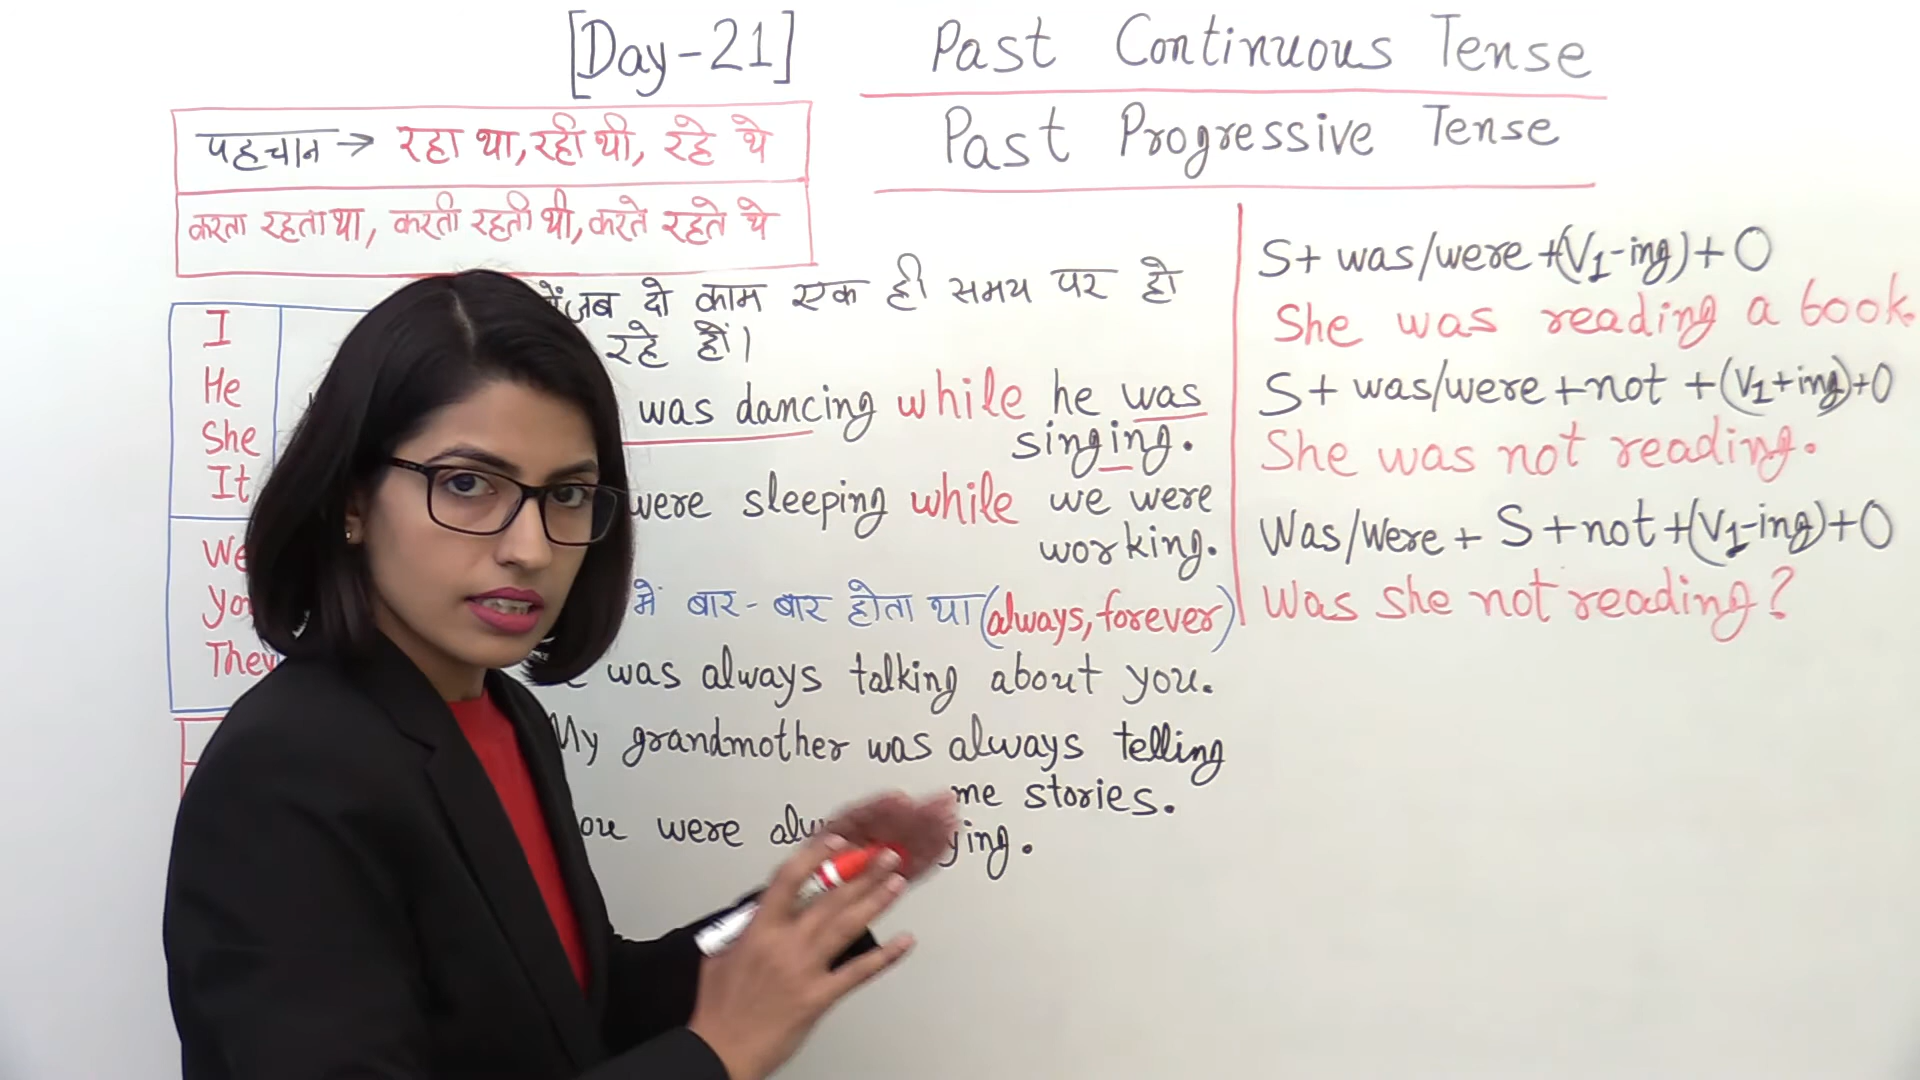 [Day-21]
Past Continuous Tense
Past Progressive Tense
पहचान → रहा था, रही थी, रहे थे
करता रहता था, करती रहती थी, करते रहते थे
I
He
She
It
We
They
जब दो काम एक ही समय पर हो
रहे हों।
was dancing while he was
singing.
were sleeping while we were
working.
में बार-बार होता था (always, forever)
was always talking about you.
My grandmother was always telling
me stories.
were
S+ was/were +(V1-ing)+O
She was reading a book.
S+ was/were +not +(V1+ing)+O
She was not reading.
Was/Were + S +not +(V1-ing)+O
Was she not reading?